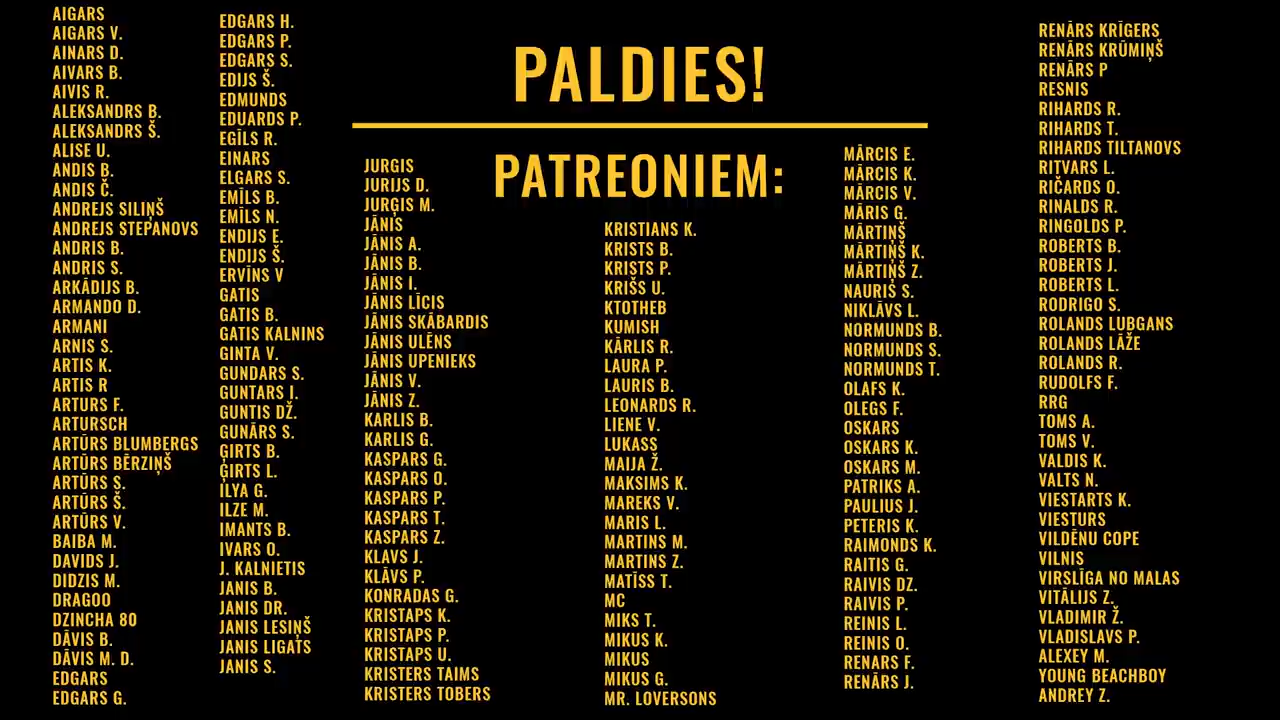 PALDIES!
PATREONIEM:
AIGARS
AIGARS V.
AINARS D.
AIVARS B.
AIVIS R.
ALEKSANDRS B.
ALEKSANDRS Š.
ALISE U.
ANDIS B.
ANDIS Č.
ANDREJS SILIŅŠ
ANDREJS STEPANOVS
ANDRIS B.
ANDRIS S.
ARKĀDIJS B.
ARMANDO D.
ARMANI
ARNIS S.
ARTIS K.
ARTIS R
ARTURS F.
ARTURSCH
ARTŪRS BLUMBERGS
ARTŪRS BĒRZIŅŠ
ARTŪRS S.
ARTŪRS Š.
ARTŪRS V.
BAIBA M.
DAVIDS J.
DIDZIS M.
DRAGOO
DZINCHA 80
DĀVIS B.
DĀVIS M. D.
EDGARS
EDGARS G.
EDGARS H.
EDGARS P.
EDGARS S.
EDIJS Š.
EDMUNDS
EDUARDS P.
EGĪLS R.
EINARS
ELGARS S.
EMĪLS B.
EMĪLS N.
ENDIJS E.
ENDIJS Š.
ERVĪNS V
GATIS
GATIS B.
GATIS KALNINS
GINTA V.
GUNDARS S.
GUNTARS I.
GUNTIS DŽ.
GUNĀRS S.
ĢIRTS B.
ĢIRTS L.
ILYA G.
ILZE M.
IMANTS B.
IVARS O.
J. KALNIETIS
JANIS B.
JANIS DR.
JANIS LESIŅŠ
JANIS LIGATS
JANIS S.
JURGIS
JURIJS D.
JURĢIS M.
JĀNIS
JĀNIS A.
JĀNIS B.
JĀNIS I.
JĀNIS LĪCIS
JĀNIS SKĀBARDIS
JĀNIS ULĒNS
JĀNIS UPENIEKS
JĀNIS V.
JĀNIS Z.
KARLIS B.
KARLIS G.
KASPARS G.
KASPARS O.
KASPARS P.
KASPARS T.
KASPARS Z.
KLAVS J.
KLĀVS P.
KONRADAS G.
KRISTAPS K.
KRISTAPS P.
KRISTAPS U.
KRISTERS TAIMS
KRISTERS TOBERS
KRISTIANS K.
KRISTS B.
KRISTS P.
KRIŠS U.
KTOTHEB
KUMISH
KĀRLIS R.
LAURA P.
LAURIS B.
LEONARDS R.
LIENE V.
LUKASS
MAIJA Ž.
MAKSIMS K.
MAREKS V.
MARIS L.
MARTINS M.
MARTINS Z.
MATĪSS T.
MC
MIKS T.
MIKUS K.
MIKUS
MIKUS G.
MR. LOVERSONS
MĀRCIS E.
MĀRCIS K.
MĀRCIS V.
MĀRIS G.
MĀRTIŅŠ
MĀRTIŅŠ K.
MĀRTIŅŠ Z.
NAURIS S.
NIKLĀVS L.
NORMUNDS B.
NORMUNDS S.
NORMUNDS T.
OLAFS K.
OLEGS F.
OSKARS
OSKARS K.
OSKARS M.
PATRIKS A.
PAULIUS J.
PETERIS K.
RAIMONDS K.
RAITIS G.
RAIVIS DZ.
RAIVIS P.
REINIS L.
REINIS O.
RENARS F.
RENĀRS J.
RENĀRS KRĪGERS
RENĀRS KRŪMIŅŠ
RENĀRS P
RESNIS
RIHARDS R.
RIHARDS T.
RIHARDS TILTANOVS
RITVARS L.
RIČARDS O.
RINALDS R.
RINGOLDS P.
ROBERTS B.
ROBERTS J.
ROBERTS L.
RODRIGO S.
ROLANDS LUBGANS
ROLANDS LĀŽE
ROLANDS R.
RUDOLFS F.
RRG
TOMS A.
TOMS V.
VALDIS K.
VALTS N.
VIESTARTS K.
VIESTURS
VILDĒNU COPE
VILNIS
VIRSLĪGA NO MALAS
VITĀLIJS Z.
VLADIMIR Ž.
VLADISLAVS P.
ALEXEY M.
YOUNG BEACHBOY
ANDREY Z.